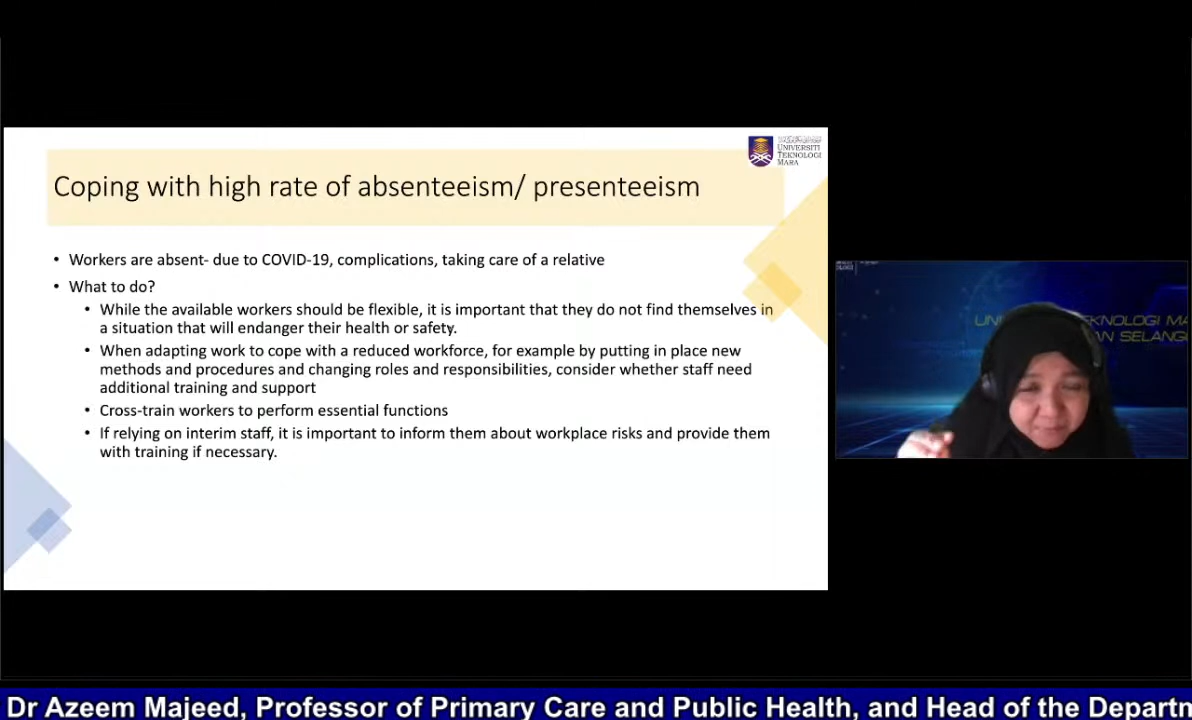 UNIVERSITI
TEKNOLOGI
MARA
Coping with high rate of absenteeism/ presenteeism
• Workers are absent- due to COVID-19, complications, taking care of a relative
• What to do?
• While the available workers should be flexible, it is important that they do not find themselves in
a situation that will endanger their health or safety.
• When adapting work to cope with a reduced workforce, for example by putting in place new
methods and procedures and changing roles and responsibilities, consider whether staff need
additional training and support
• Cross-train workers to perform essential functions
• If relying on interim staff, it is important to inform them about workplace risks and provide them
with training if necessary.
UNI EKNOLOGI MA
AN SELANG
Dr Azeem Majeed, Professor of Primary Care and Public Health, and Head of the Departm